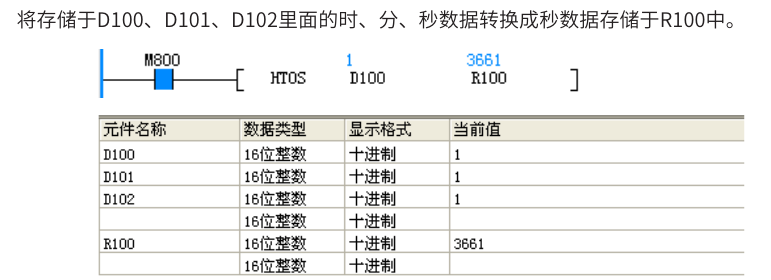 将存储于D100、D101、D102里面的时、分、秒数据转换成秒数据存储于R100中。
M800 1 3661
HTOS D100 R100
元件名称 数据类型 显示格式 当前值
D100 16位整数 十进制 1
D101 16位整数 十进制 1
D102 16位整数 十进制 1
16位整数 十进制
R100 16位整数 十进制 3661
16位整数 十进制